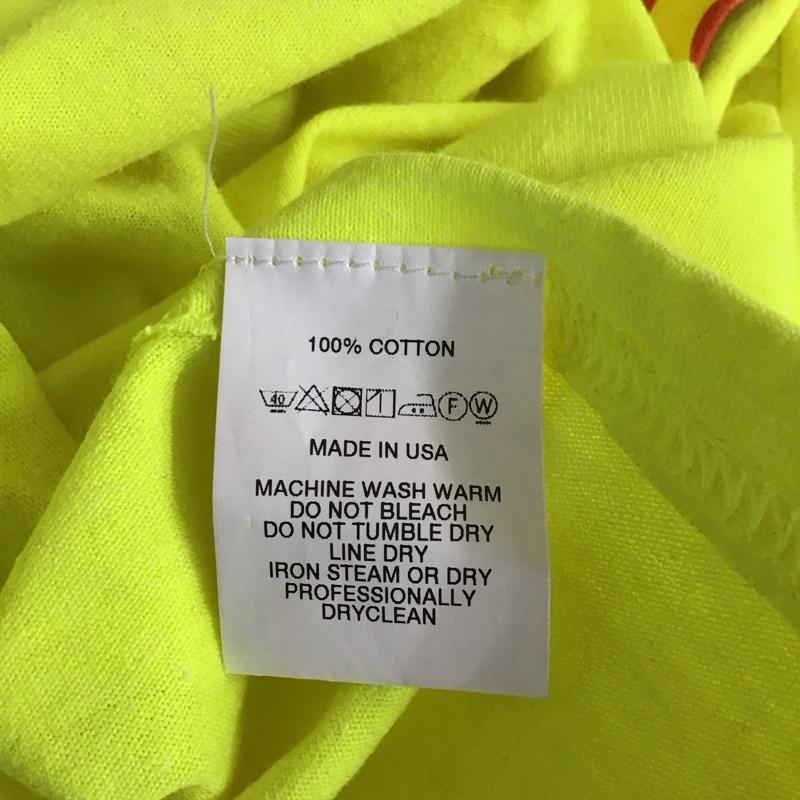 100% COTTON
40 F W
MADE IN USA
MACHINE WASH WARM
DO NOT BLEACH
DO NOT TUMBLE DRY
LINE DRY
IRON STEAM OR DRY
PROFESSIONALLY
DRYCLEAN